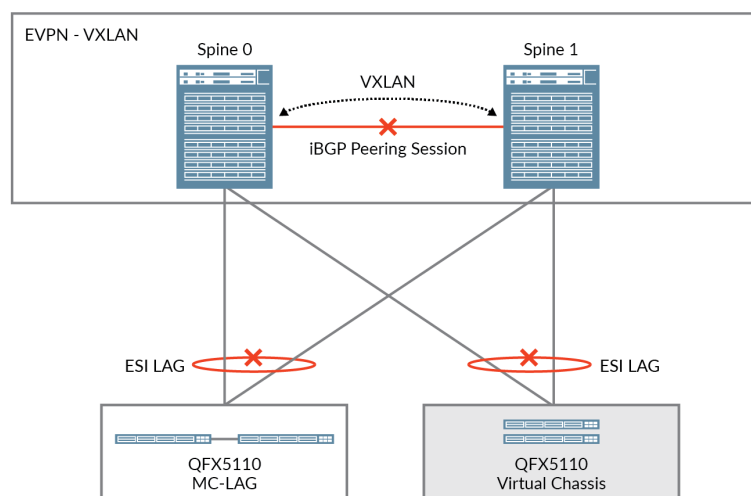 EVPN - VXLAN
Spine 0
Spine 1
VXLAN
iBGP Peering Session
ESI LAG
ESI LAG
QFX5110
MC-LAG
QFX5110
Virtual Chassis